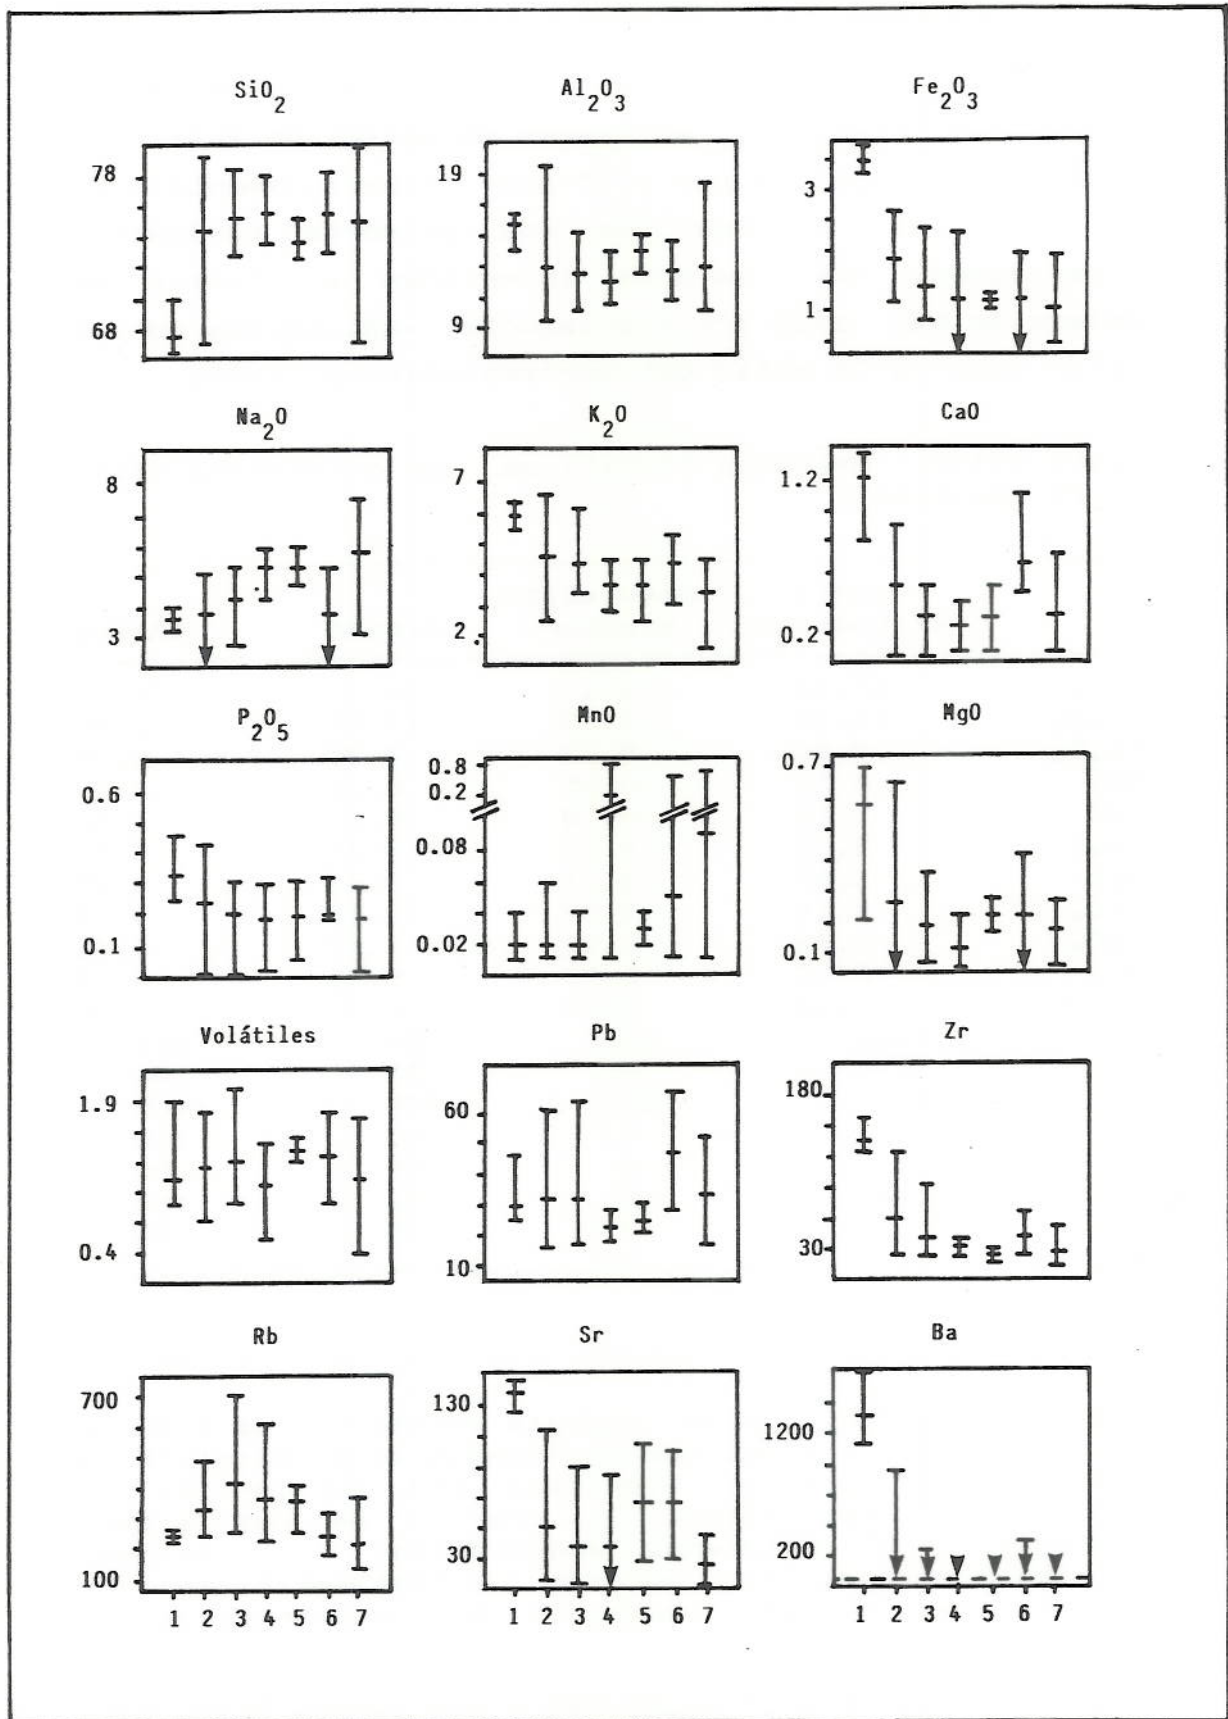 SiO2 Al2O3 Fe2O3
78 19 3
68 9 1
Na2O K2O CaO
8 7 1.2
3 2 0.2
P2O5 MnO MgO
0.6 0.8 0.7
0.2
0.08
0.1 0.02 0.1
Volátiles Pb Zr
1.9 60 180
0.4 10 30
Rb Sr Ba
700 130 1200
100 30 200
1 2 3 4 5 6 7 1 2 3 4 5 6 7 1 2 3 4 5 6 7